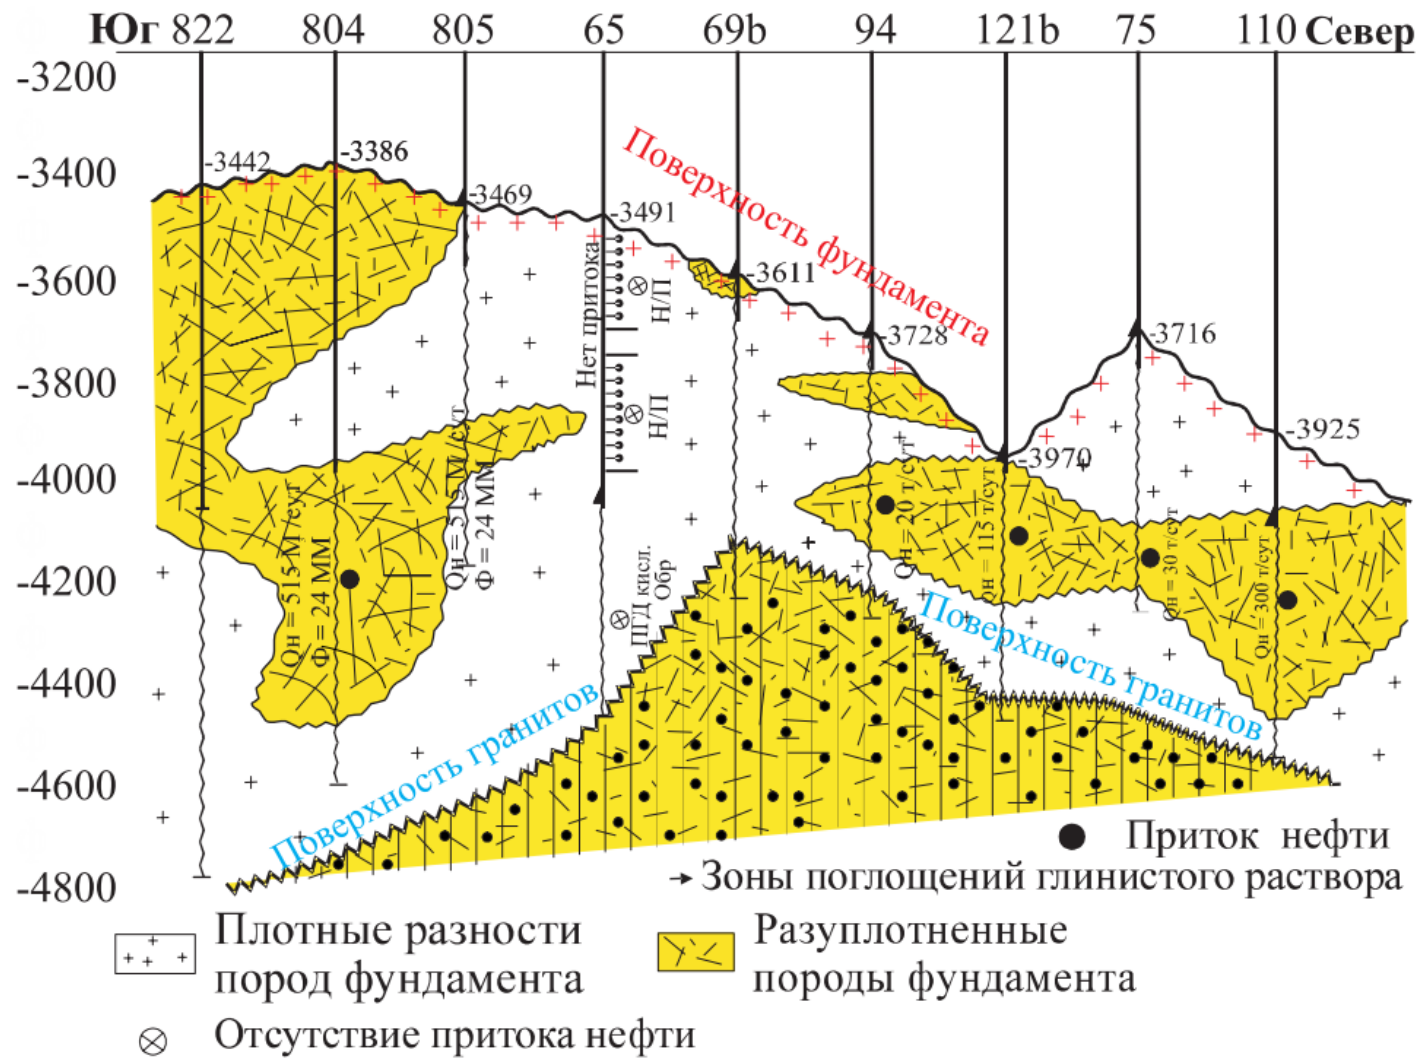 Юг 822 804 805 65 69b 94 121b 75 110 Север
-3200
-3400
-3600
-3800
-4000
-4200
-4400
-4600
-4800
-3442
-3386
-3469
-3491
-3611
-3728
-3970
-3716
-3925
Поверхность фундамента
Нет притока
Н/П
Н/П
ПГД кисл.
Обр
Qн = 515 М /сут
Ф = 24 ММ
Qн = 515 М /сут
Ф = 24 ММ
Qн = 20 т/сут
Qн = 115 т/сут
Qн = 30 т/сут
Qн = 300 т/сут
Поверхность гранитов
Поверхность гранитов
Приток нефти
Зоны поглощений глинистого раствора
Плотные разности
пород фундамента
Разуплотненные
породы фундамента
Отсутствие притока нефти